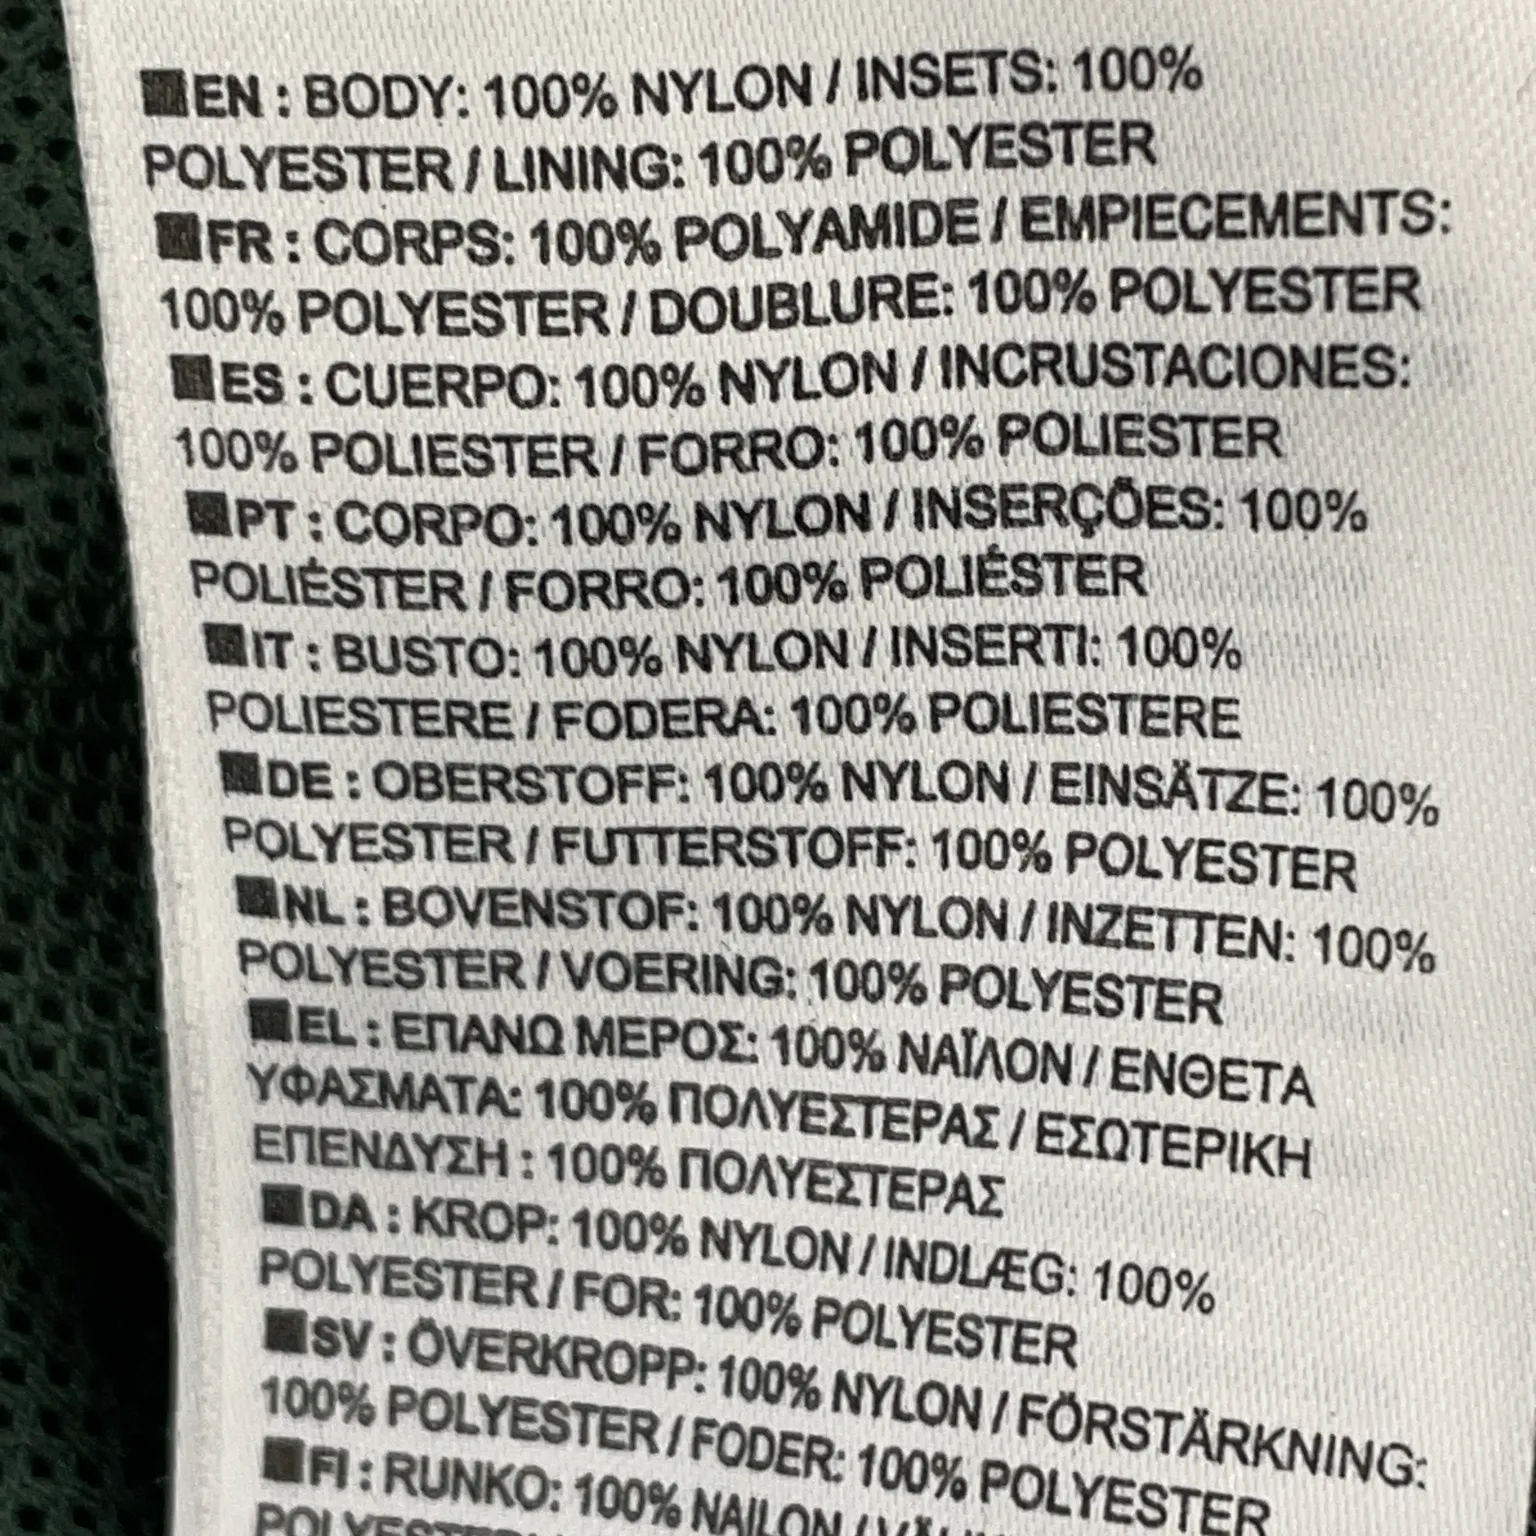 ■EN : BODY: 100% NYLON / INSETS: 100%
POLYESTER / LINING: 100% POLYESTER
■FR : CORPS: 100% POLYAMIDE / EMPIECEMENTS:
100% POLYESTER / DOUBLURE: 100% POLYESTER
■ES : CUERPO: 100% NYLON / INCRUSTACIONES:
100% POLIESTER / FORRO: 100% POLIESTER
■PT : CORPO: 100% NYLON / INSERÇÕES: 100%
POLIÉSTER / FORRO: 100% POLIÉSTER
■IT : BUSTO: 100% NYLON / INSERTI: 100%
POLIESTERE / FODERA: 100% POLIESTERE
■DE : OBERSTOFF: 100% NYLON / EINSÄTZE: 100%
POLYESTER / FUTTERSTOFF: 100% POLYESTER
■NL : BOVENSTOF: 100% NYLON / INZETTEN: 100%
POLYESTER / VOERING: 100% POLYESTER
■EL : ΕΠΑΝΩ ΜΕΡΟΣ: 100% ΝΑΪΛΟΝ / ΕΝΘΕΤΑ
ΥΦΑΣΜΑΤΑ: 100% ΠΟΛΥΕΣΤΕΡΑΣ / ΕΣΩΤΕΡΙΚΗ
ΕΠΕΝΔΥΣΗ : 100% ΠΟΛΥΕΣΤΕΡΑΣ
■DA : KROP: 100% NYLON / INDLÆG: 100%
POLYESTER / FOR: 100% POLYESTER
■SV : ÖVERKROPP: 100% NYLON / FÖRSTÄRKNING:
100% POLYESTER / FODER: 100% POLYESTER
■FI : RUNKO: 100% NAILON /